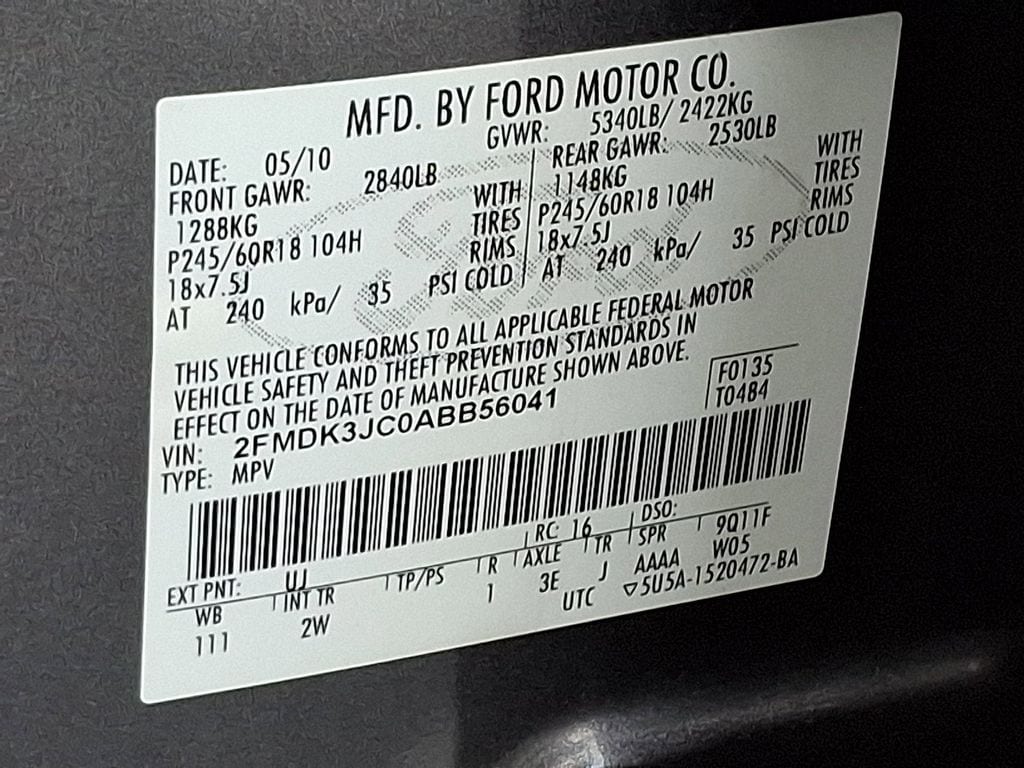 MFD. BY FORD MOTOR CO.
DATE: 05/10 GVWR: 5340LB/ 2422KG
FRONT GAWR: 2840LB REAR GAWR: 2530LB
1288KG WITH 1148KG WITH
P245/60R18 104H TIRES P245/60R18 104H TIRES
18x7.5J RIMS 18x7.5J RIMS
AT 240 kPa/ 35 PSI COLD AT 240 kPa/ 35 PSI COLD
THIS VEHICLE CONFORMS TO ALL APPLICABLE FEDERAL MOTOR
VEHICLE SAFETY AND THEFT PREVENTION STANDARDS IN
EFFECT ON THE DATE OF MANUFACTURE SHOWN ABOVE.
F0135
VIN: 2FMDK3JC0ABB56041 T0484
TYPE: MPV
EXT PNT: UJ RC: 16 DSO:
WB INT TR TP/PS R AXLE TR SPR 9Q11F
111 2W 1 3E J AAAA W05
UTC ▽5U5A-1520472-BA